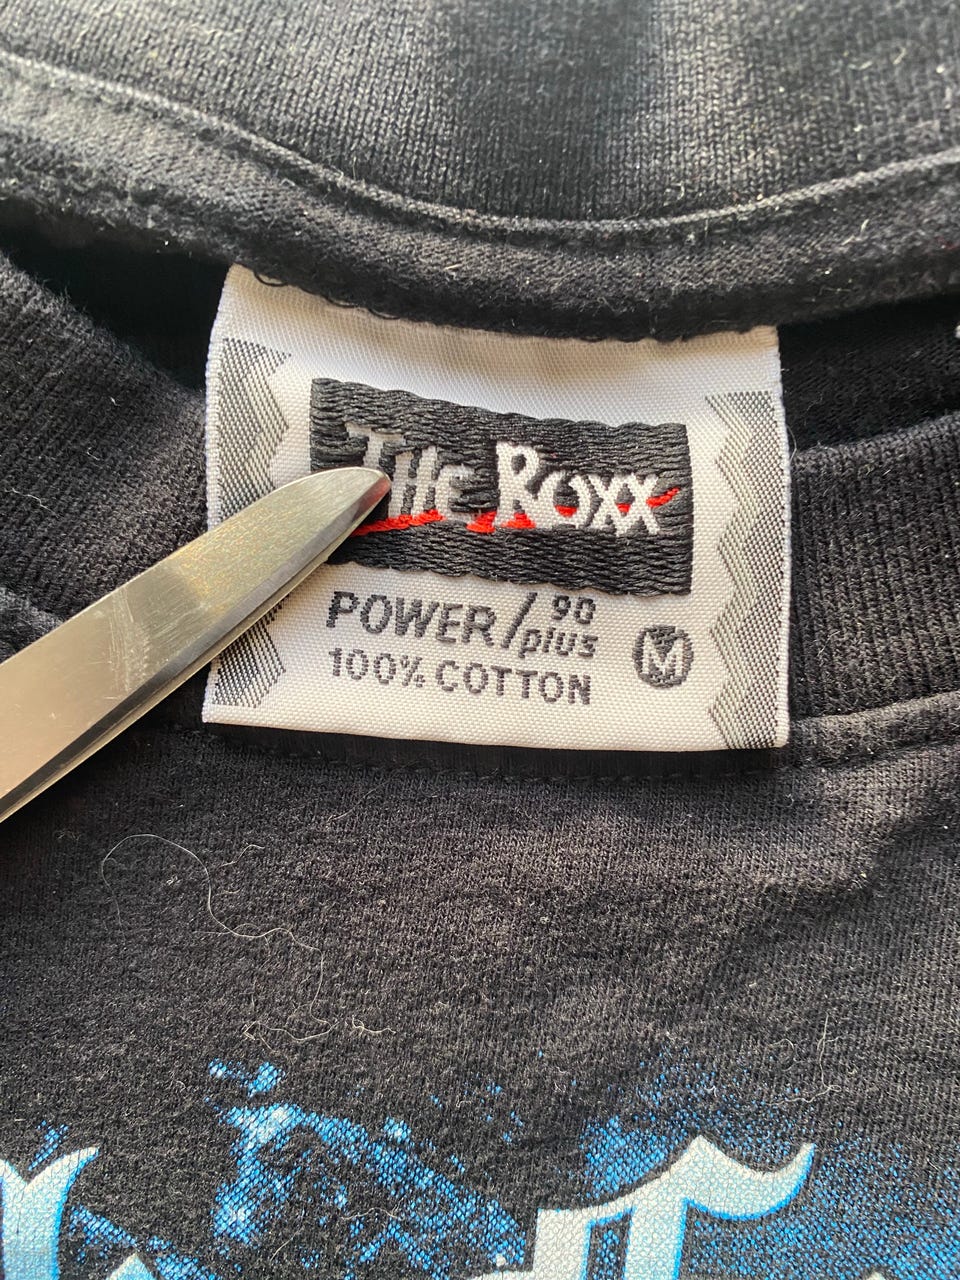 The Roxx
POWER/90 plus
100% COTTON
M